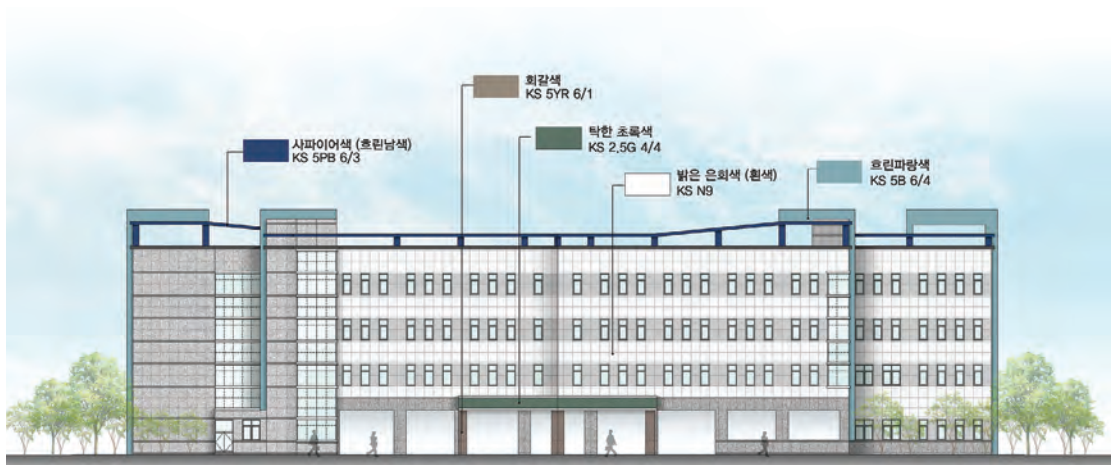 회갈색
KS 5YR 6/1
탁한 초록색
KS 2.5G 4/4
사파이어색 (흐린남색)
KS 5PB 6/3
밝은 은회색 (흰색)
KS N9
흐린파랑색
KS 5B 6/4